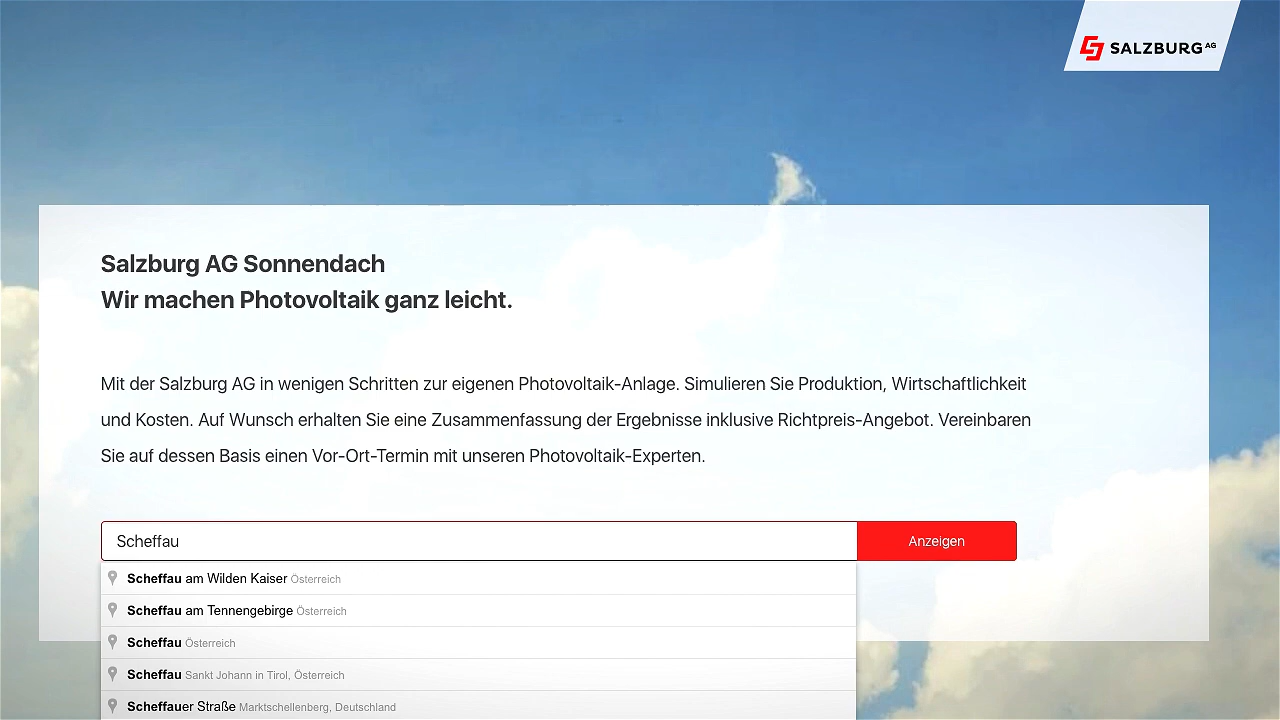 SALZBURG AG
Salzburg AG Sonnendach
Wir machen Photovoltaik ganz leicht.
Mit der Salzburg AG in wenigen Schritten zur eigenen Photovoltaik-Anlage. Simulieren Sie Produktion, Wirtschaftlichkeit
und Kosten. Auf Wunsch erhalten Sie eine Zusammenfassung der Ergebnisse inklusive Richtpreis-Angebot. Vereinbaren
Sie auf dessen Basis einen Vor-Ort-Termin mit unseren Photovoltaik-Experten.
Scheffau Anzeigen
Scheffau am Wilden Kaiser Österreich
Scheffau am Tennengebirge Österreich
Scheffau Österreich
Scheffau Sankt Johann in Tirol, Österreich
Scheffauer Straße Marktschellenberg, Deutschland